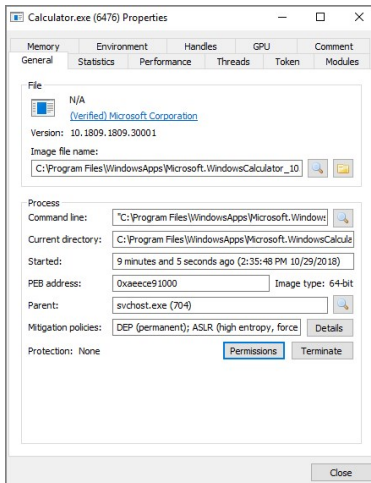 Calculator.exe (6476) Properties
Memory Environment Handles GPU Comment
General Statistics Performance Threads Token Modules
File
N/A
(Verified) Microsoft Corporation
Version: 10.1809.1809.30001
Image file name:
C:\Program Files\WindowsApps\Microsoft.WindowsCalculator_10
Process
Command line: "C:\Program Files\WindowsApps\Microsoft.Windows
Current directory: C:\Program Files\WindowsApps\Microsoft.WindowsCalcula
Started: 9 minutes and 5 seconds ago (2:35:48 PM 10/29/2018)
PEB address: 0xaeece91000 Image type: 64-bit
Parent: svchost.exe (704)
Mitigation policies: DEP (permanent); ASLR (high entropy, force Details
Protection: None Permissions Terminate
Close